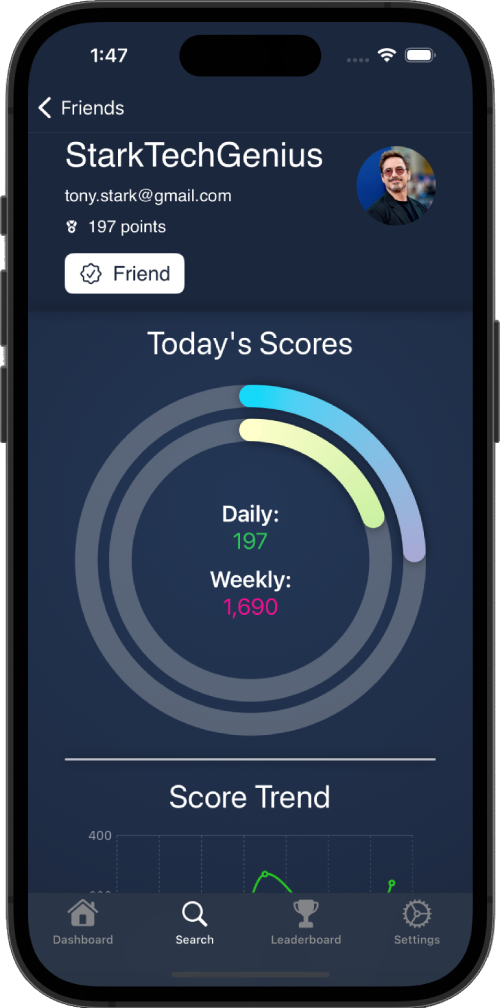 1:47
Friends
StarkTechGenius
tony.stark@gmail.com
197 points
Friend
Today's Scores
Daily:
197
Weekly:
1,690
Score Trend
400
Dashboard
Search
Leaderboard
Settings